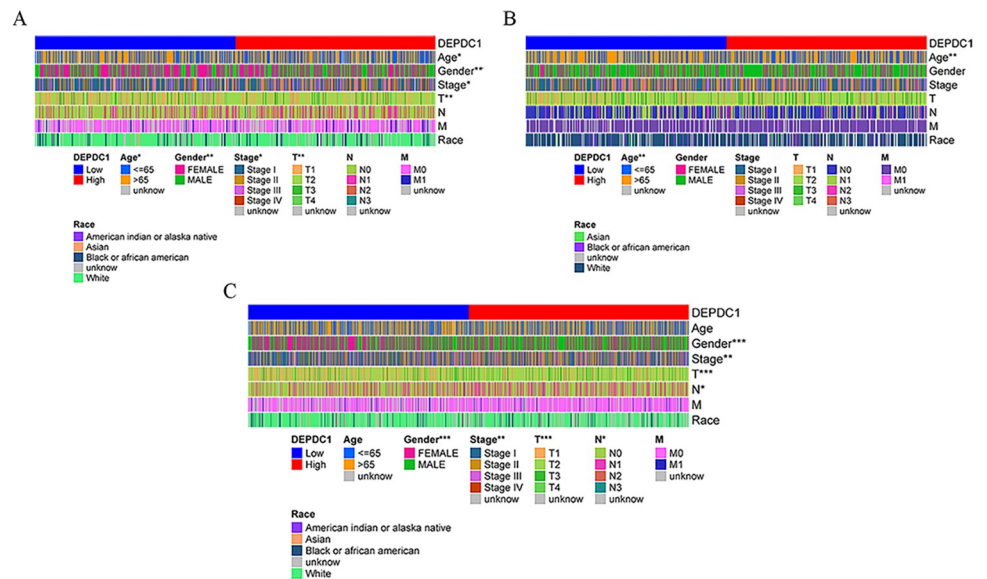 A
DEPDC1
Age*
Gender**
Stage*
T**
N
M
Race
DEPDC1 Age* Gender** Stage* T** N M
Low <=65 FEMALE Stage I T1 N0 M0
High >65 MALE Stage II T2 N1 M1
unknow Stage III T3 N2 unknow
Stage IV T4 N3
unknow unknow unknow
Race
American indian or alaska native
Asian
Black or african american
unknow
White
B
DEPDC1
Age**
Gender
Stage
T
N
M
Race
DEPDC1 Age** Gender Stage T N M
Low <=65 FEMALE Stage I T1 N0 M0
High >65 MALE Stage II T2 N1 M1
unknow Stage III T3 N2 unknow
Stage IV T4 N3
unknow unknow
Race
Asian
Black or african american
unknow
White
C
DEPDC1
Age
Gender***
Stage**
T***
N*
M
Race
DEPDC1 Age Gender*** Stage** T*** N* M
Low <=65 FEMALE Stage I T1 N0 M0
High >65 MALE Stage II T2 N1 M1
unknow Stage III T3 N2 unknow
Stage IV T4 N3
unknow unknow unknow
Race
American indian or alaska native
Asian
Black or african american
unknow
White